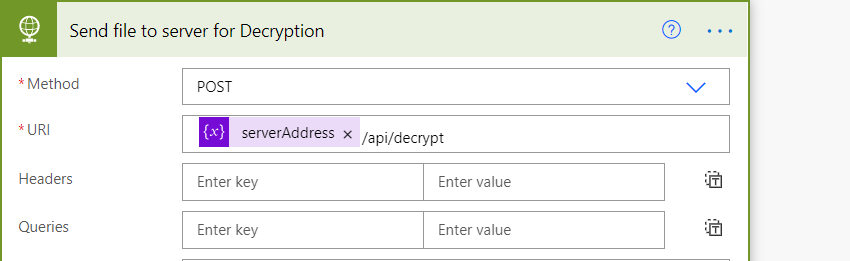 Send file to server for Decryption
* Method POST
* URI {x} serverAddress × /api/decrypt
Headers Enter key Enter value
Queries Enter key Enter value